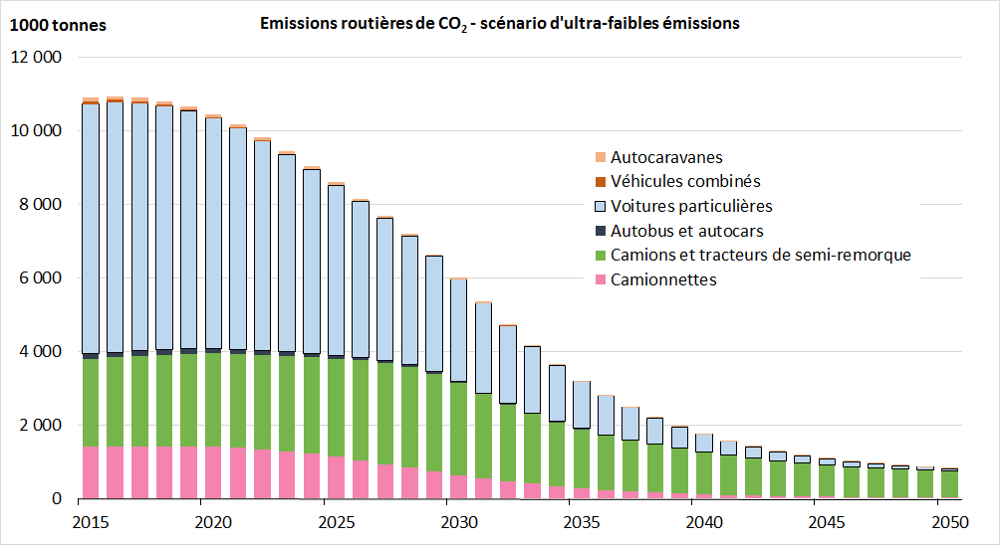 1000 tonnes
Emissions routières de CO₂ - scénario d'ultra-faibles émissions
12 000
10 000
8 000
6 000
4 000
2 000
0
Autocaravanes
Véhicules combinés
Voitures particulières
Autobus et autocars
Camions et tracteurs de semi-remorque
Camionnettes
2015 2020 2025 2030 2035 2040 2045 2050